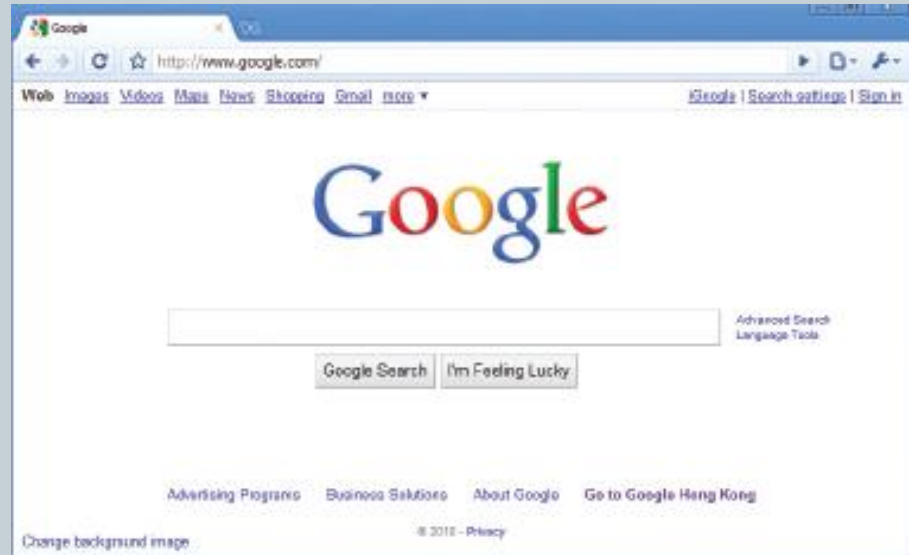 Google
http://www.google.com/
Web Images Videos Maps News Shopping Gmail more ▼ iGoogle | Search settings | Sign in
Google
Advanced Search
Language Tools
Google Search I'm Feeling Lucky
Advertising Programs Business Solutions About Google Go to Google Hong Kong
© 2010 - Privacy
Change background image